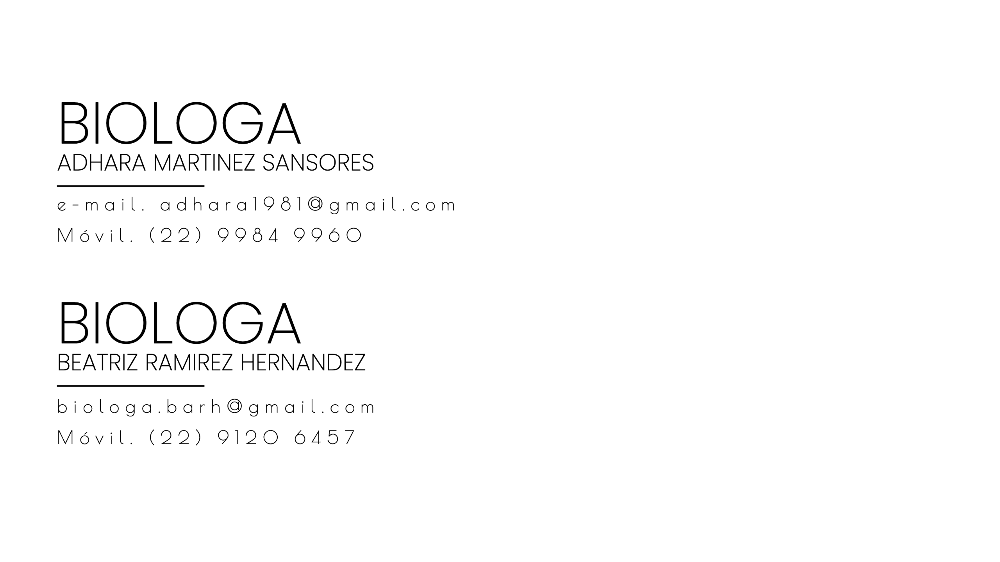 BIOLOGA
ADHARA MARTINEZ SANSORES
e-mail. adhara1981@gmail.com
Móvil. (22) 9984 9960
BIOLOGA
BEATRIZ RAMIREZ HERNANDEZ
biologa.barh@gmail.com
Móvil. (22) 9120 6457